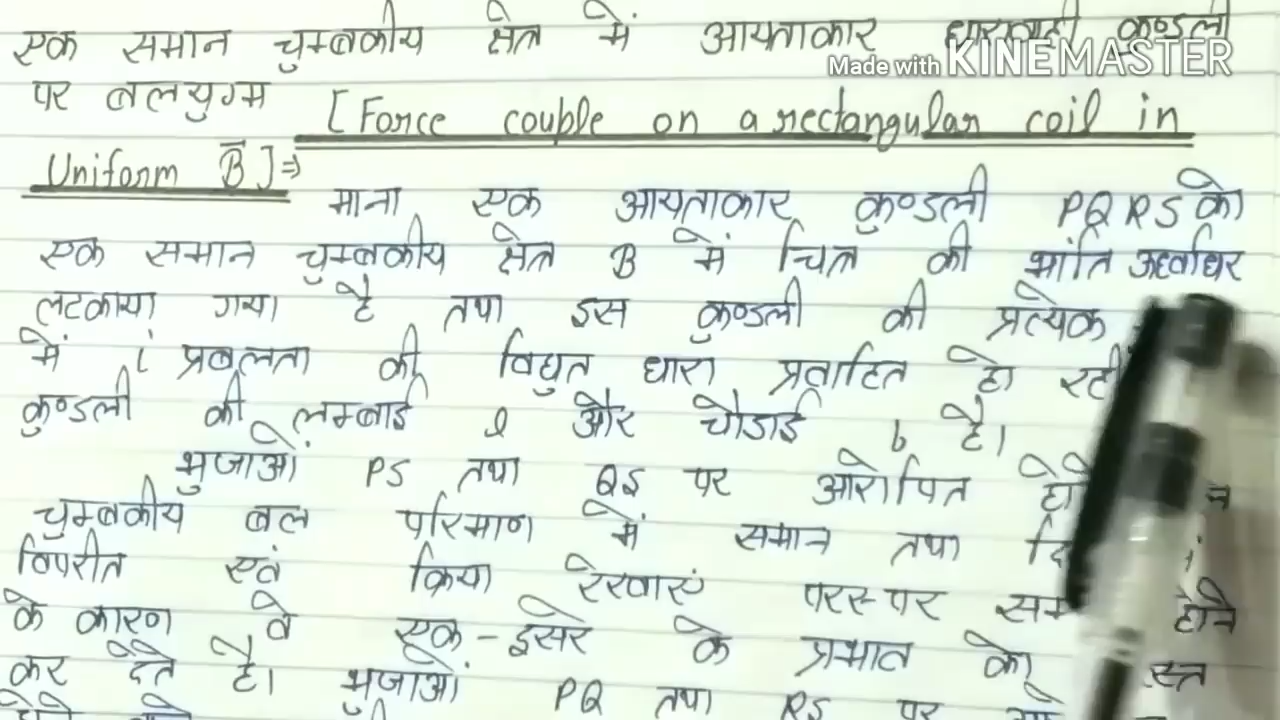 एक समान चुम्बकीय क्षेत्र में आयताकार धारावाही कुण्डली
Made with KINEMASTER
पर बलयुग्म [Force couple on a rectangular coil in
Uniform B̅]⇒
माना एक आयताकार कुण्डली PQRS को
एक समान चुम्बकीय क्षेत्र B में चित्र की भांति ऊर्ध्वाधर
लटकाया गया है तथा इस कुण्डली की प्रत्येक
में i प्रबलता की विद्युत धारा प्रवाहित हो रही
कुण्डली की लम्बाई l और चौडाई b है।
भुजाओं PS तथा QS पर आरोपित
चुम्बकीय बल परिमाण में समान तथा
विपरीत एवं क्रिया रेखाएं परस्पर होने
के कारण वे एक-दूसरे के प्रभाव को
कर देते है। भुजाओं PQ तथा RS पर